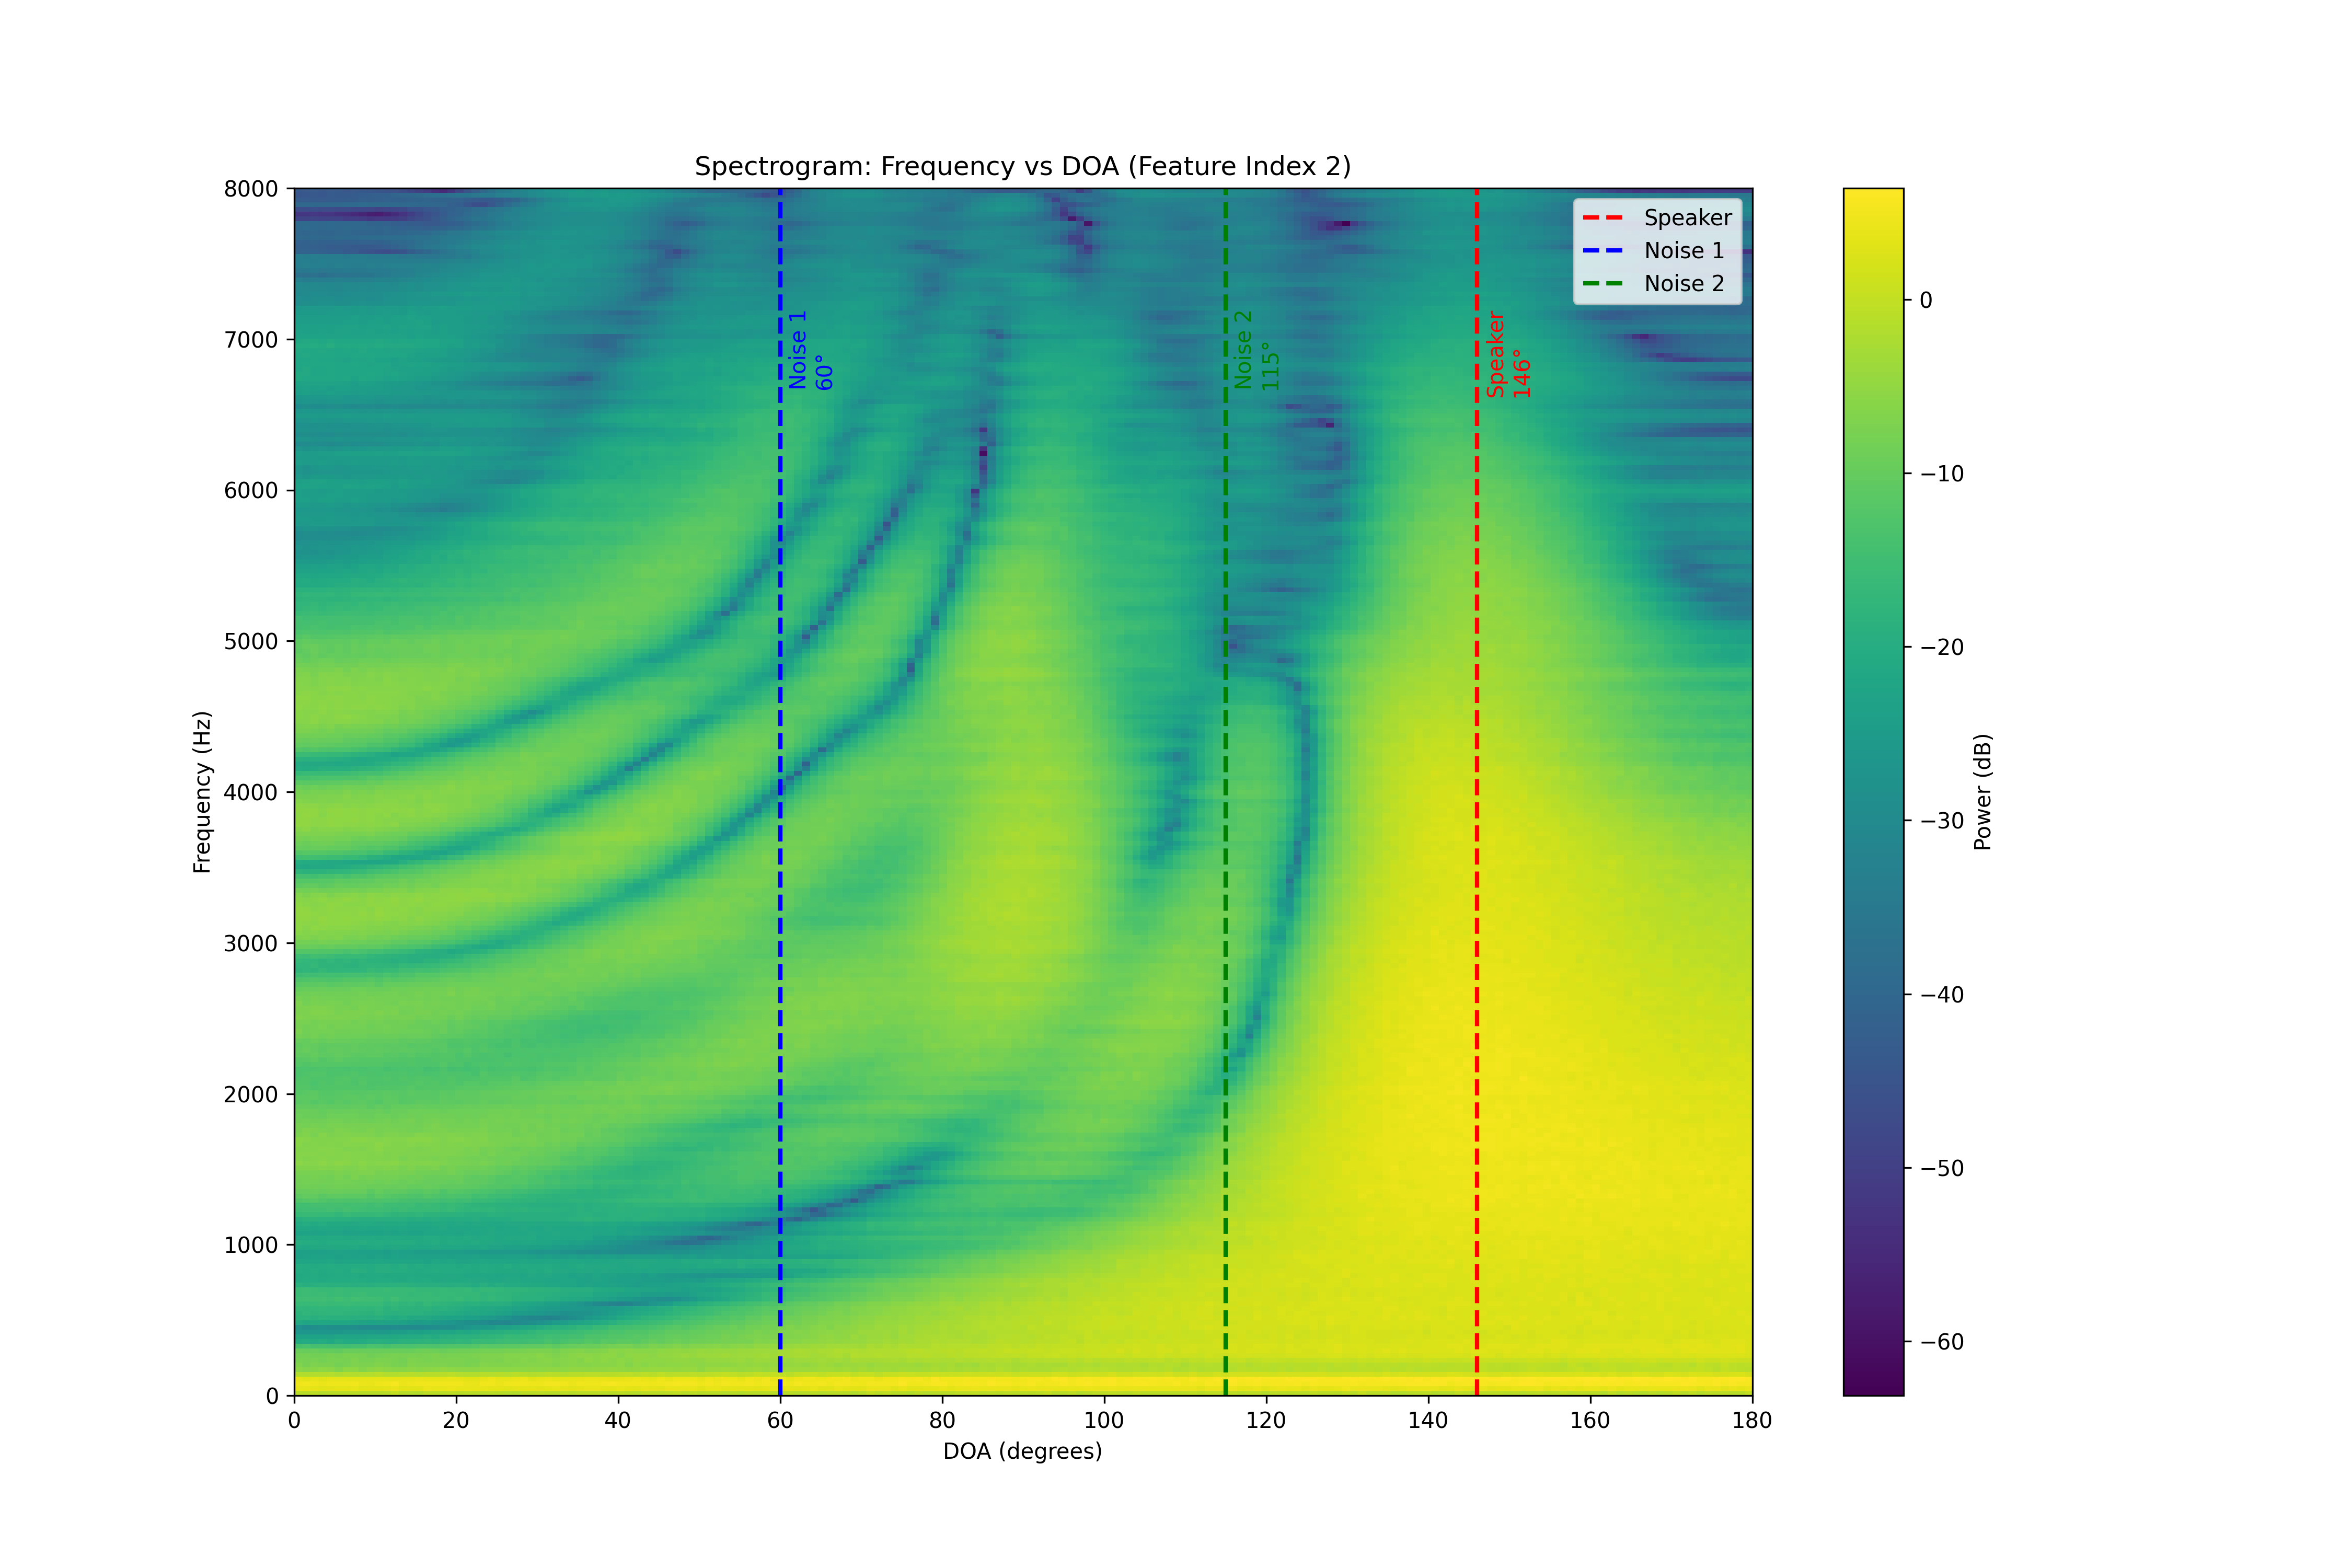 Spectrogram: Frequency vs DOA (Feature Index 2)
8000
7000
6000
5000
4000
3000
2000
1000
0
Frequency (Hz)
0
20
40
60
80
100
120
140
160
180
DOA (degrees)
Noise 1
60°
Noise 2
115°
Speaker
146°
Speaker
Noise 1
Noise 2
0
−10
−20
−30
−40
−50
−60
Power (dB)